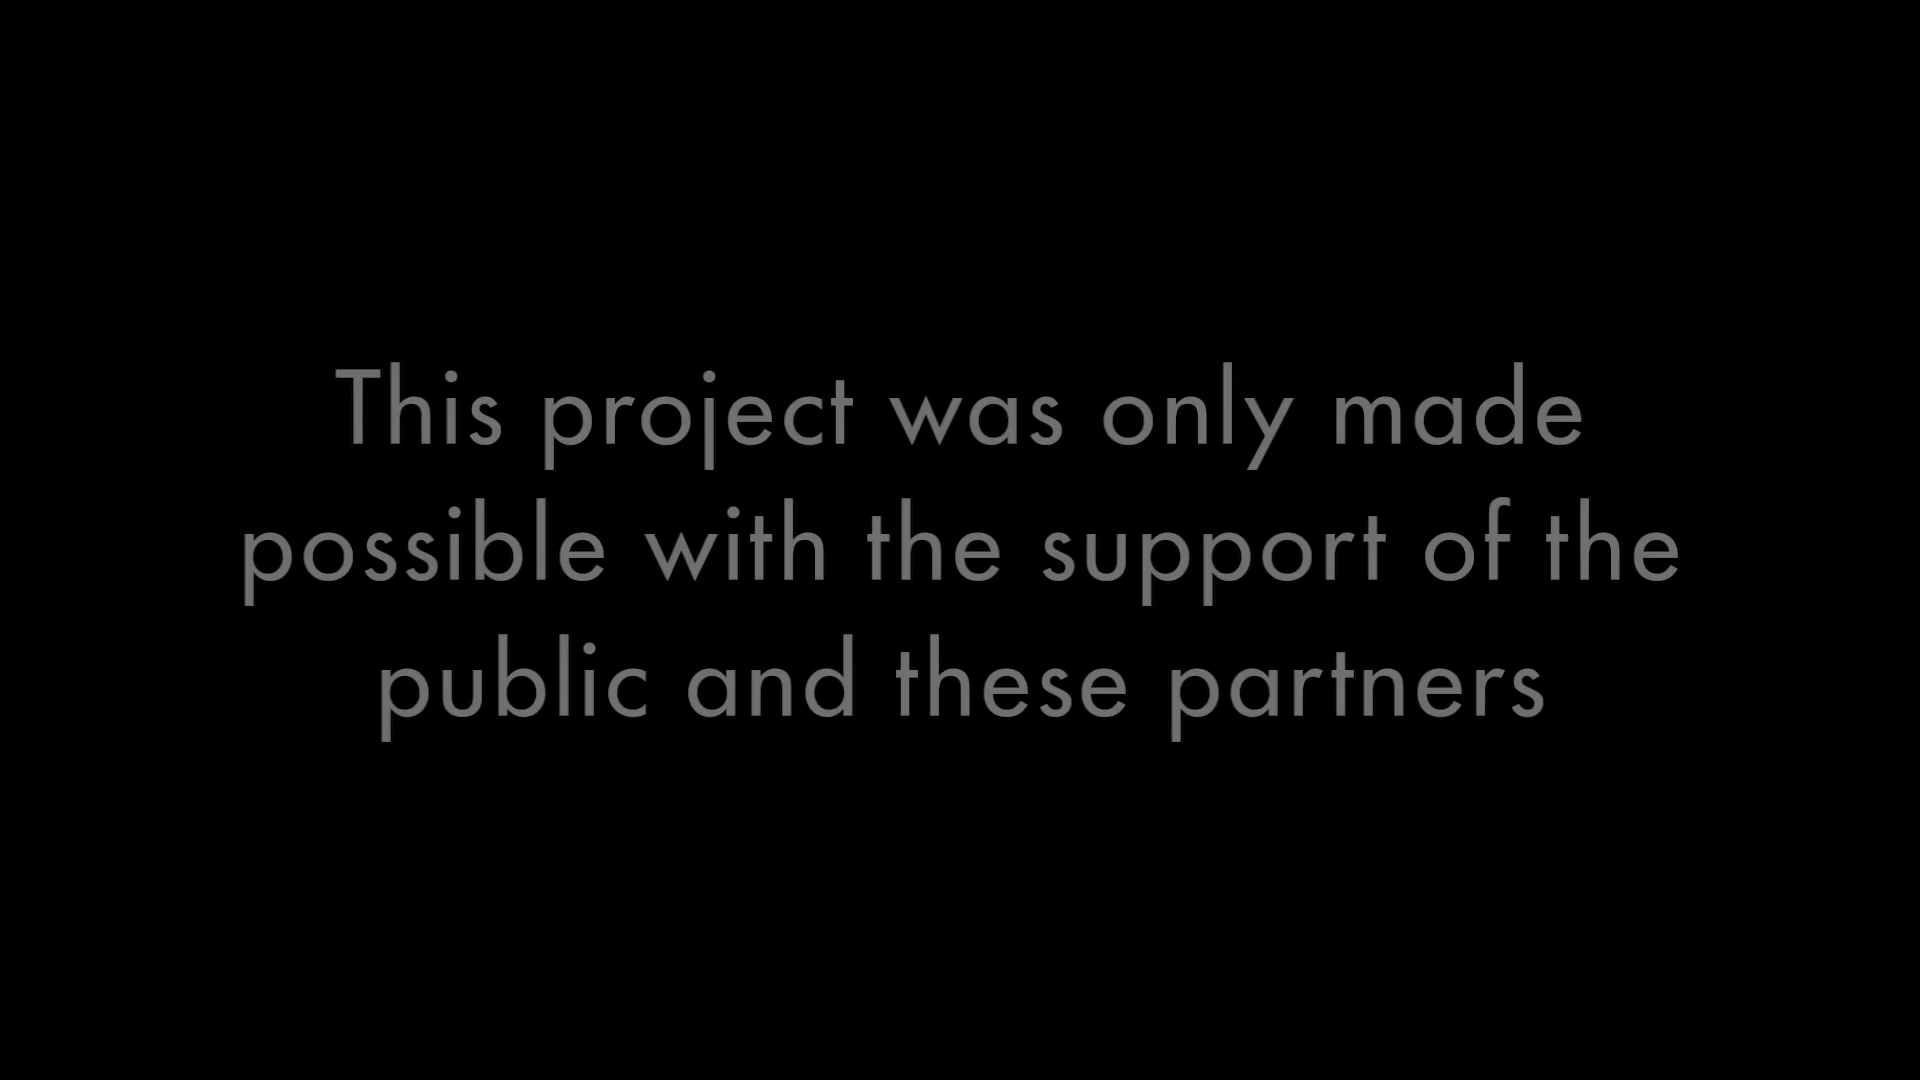 This project was only made
possible with the support of the
public and these partners